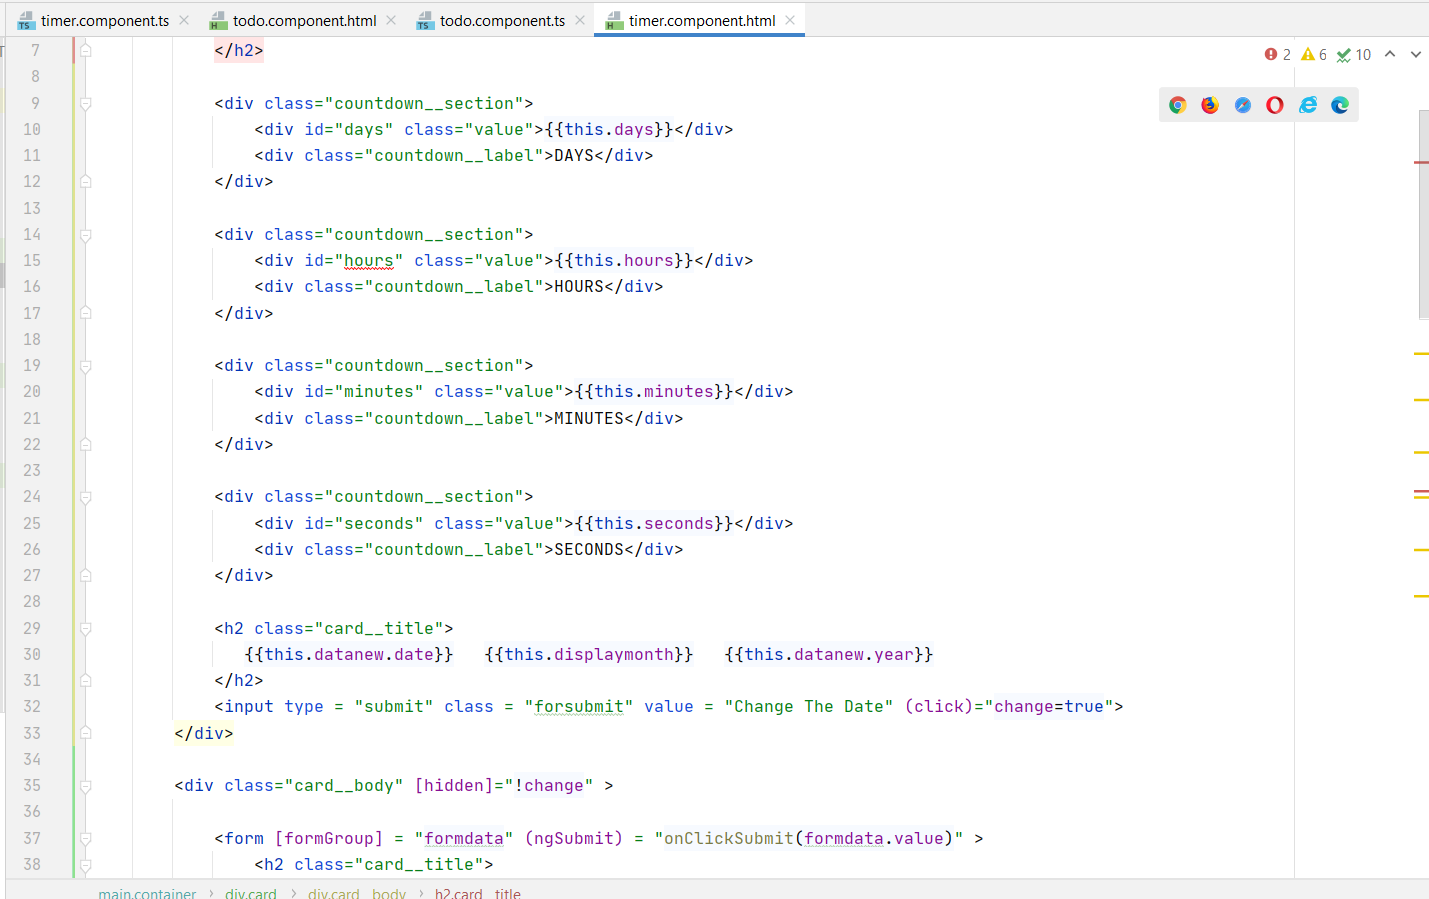 timer.component.ts todo.component.html todo.component.ts timer.component.html
2 6 10
7 </h2>
8
9 <div class="countdown__section">
10 <div id="days" class="value">{{this.days}}</div>
11 <div class="countdown__label">DAYS</div>
12 </div>
13
14 <div class="countdown__section">
15 <div id="hours" class="value">{{this.hours}}</div>
16 <div class="countdown__label">HOURS</div>
17 </div>
18
19 <div class="countdown__section">
20 <div id="minutes" class="value">{{this.minutes}}</div>
21 <div class="countdown__label">MINUTES</div>
22 </div>
23
24 <div class="countdown__section">
25 <div id="seconds" class="value">{{this.seconds}}</div>
26 <div class="countdown__label">SECONDS</div>
27 </div>
28
29 <h2 class="card__title">
30 {{this.datanew.date}} {{this.displaymonth}} {{this.datanew.year}}
31 </h2>
32 <input type = "submit" class = "forsubmit" value = "Change The Date" (click)="change=true">
33 </div>
34
35 <div class="card__body" [hidden]="!change" >
36
37 <form [formGroup] = "formdata" (ngSubmit) = "onClickSubmit(formdata.value)" >
38 <h2 class="card__title">
main.container › div.card › div.card__body › h2.card__title